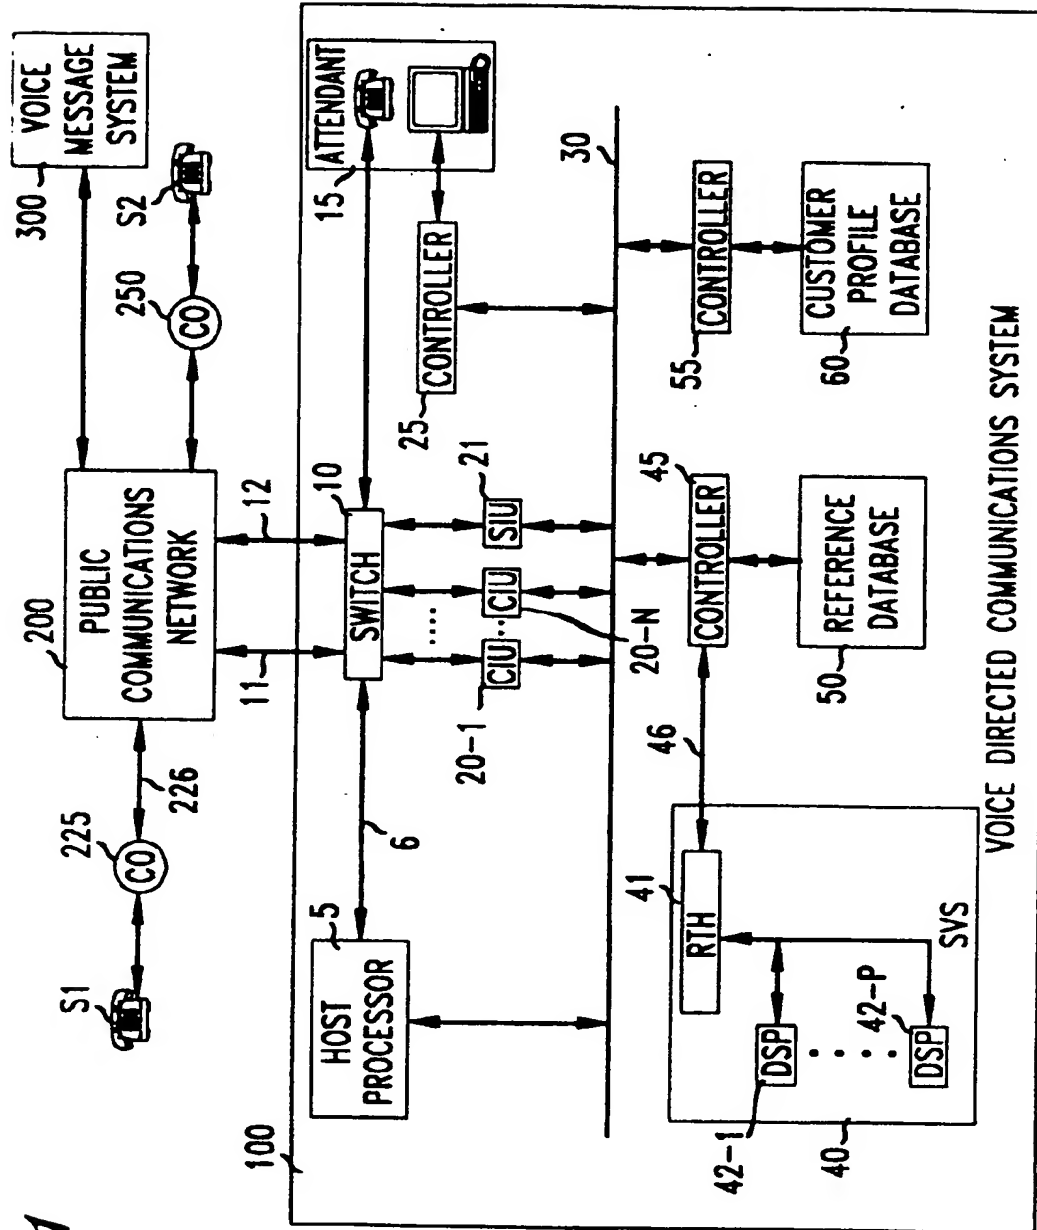 1
S1
225
CO
226
200
PUBLIC
COMMUNICATIONS
NETWORK
250
CO
S2
300
VOICE
MESSAGE
SYSTEM
100
11
12
5
HOST
PROCESSOR
6
10
SWITCH
15
ATTENDANT
20-1
CIU
CIU
20-N
21
SIU
25
CONTROLLER
30
46
45
CONTROLLER
55
CONTROLLER
41
RTH
50
REFERENCE
DATABASE
60
CUSTOMER
PROFILE
DATABASE
42-1
DSP
42-P
DSP
SVS
40
VOICE DIRECTED COMMUNICATIONS SYSTEM